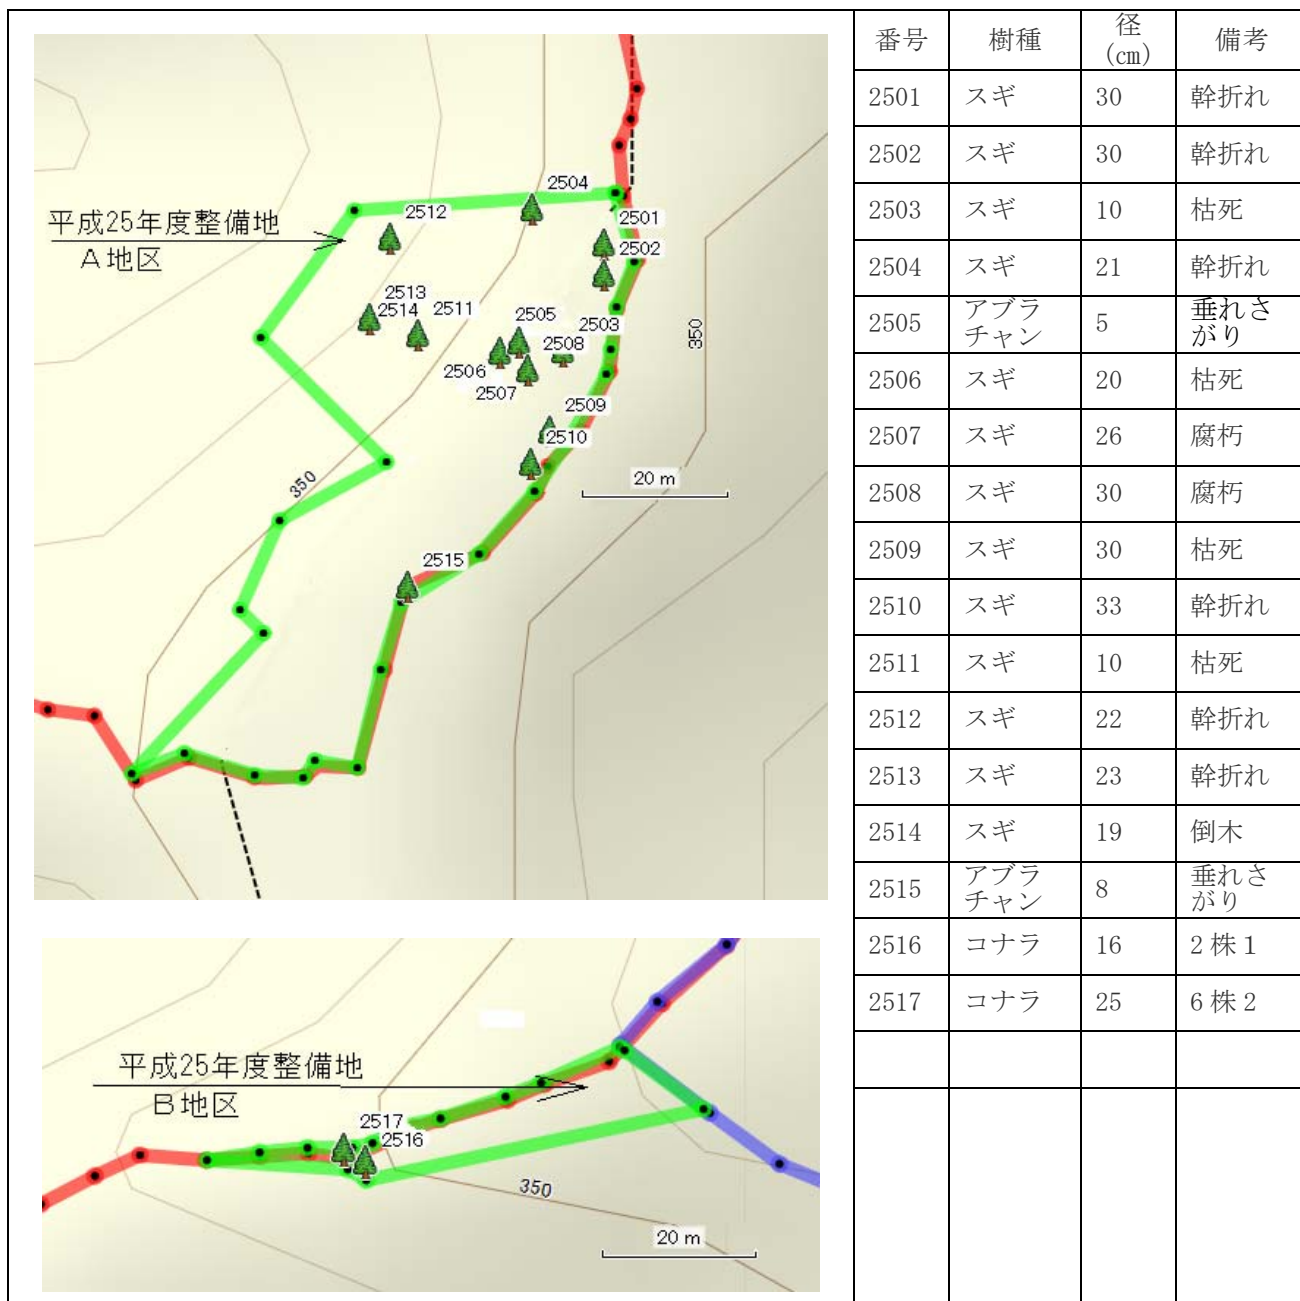 平成25年度整備地
A地区
2504
2512
2501
2502
2513
2514
2511
2505
2503
2508
2506
2507
2509
2510
350
350
20 m
2515
平成25年度整備地
B地区
2517
2516
350
20 m
番号 樹種 径(cm) 備考
2501 スギ 30 幹折れ
2502 スギ 30 幹折れ
2503 スギ 10 枯死
2504 スギ 21 幹折れ
2505 アブラチャン 5 垂れさがり
2506 スギ 20 枯死
2507 スギ 26 腐朽
2508 スギ 30 腐朽
2509 スギ 30 枯死
2510 スギ 33 幹折れ
2511 スギ 10 枯死
2512 スギ 22 幹折れ
2513 スギ 23 幹折れ
2514 スギ 19 倒木
2515 アブラチャン 8 垂れさがり
2516 コナラ 16 2株1
2517 コナラ 25 6株2